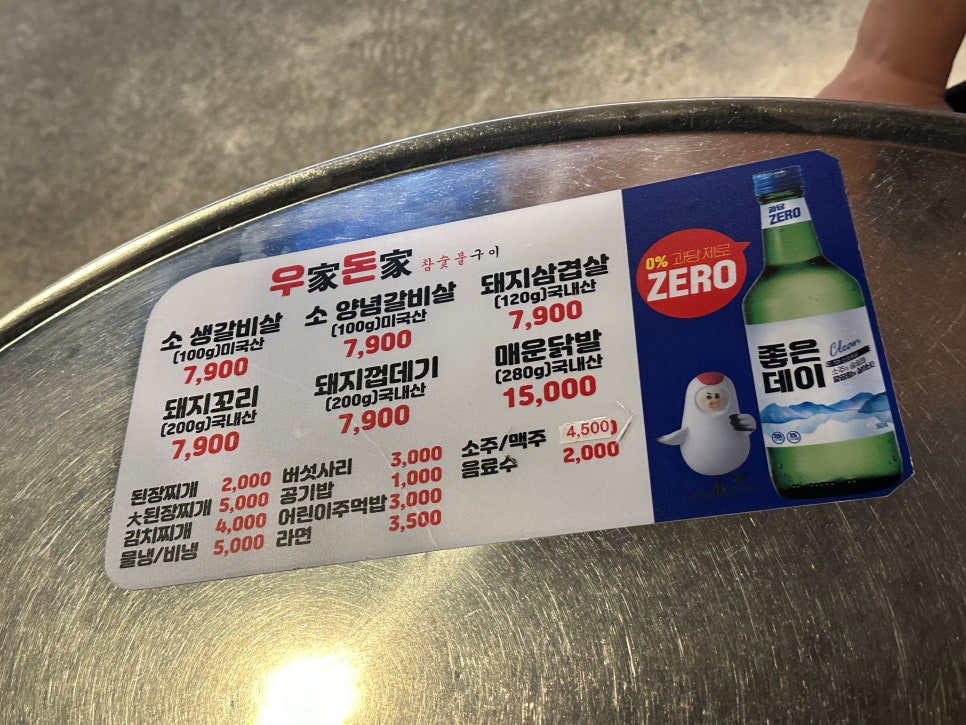 우家돈家 참숯불구이
소 생갈비살
(100g)미국산
7,900
소 양념갈비살
(100g)미국산
7,900
돼지삼겹살
(120g)국내산
7,900
돼지꼬리
(200g)국내산
7,900
돼지껍데기
(200g)국내산
7,900
매운닭발
(280g)국내산
15,000
된장찌개 2,000
大된장찌개 5,000
김치찌개 4,000
물냉/비냉 5,000
버섯사리 3,000
공기밥 1,000
어린이주먹밥 3,000
라면 3,500
소주/맥주 4,500
음료수 2,000
0% 과당 제로
ZERO
과당
ZERO
좋은
데이
Clean